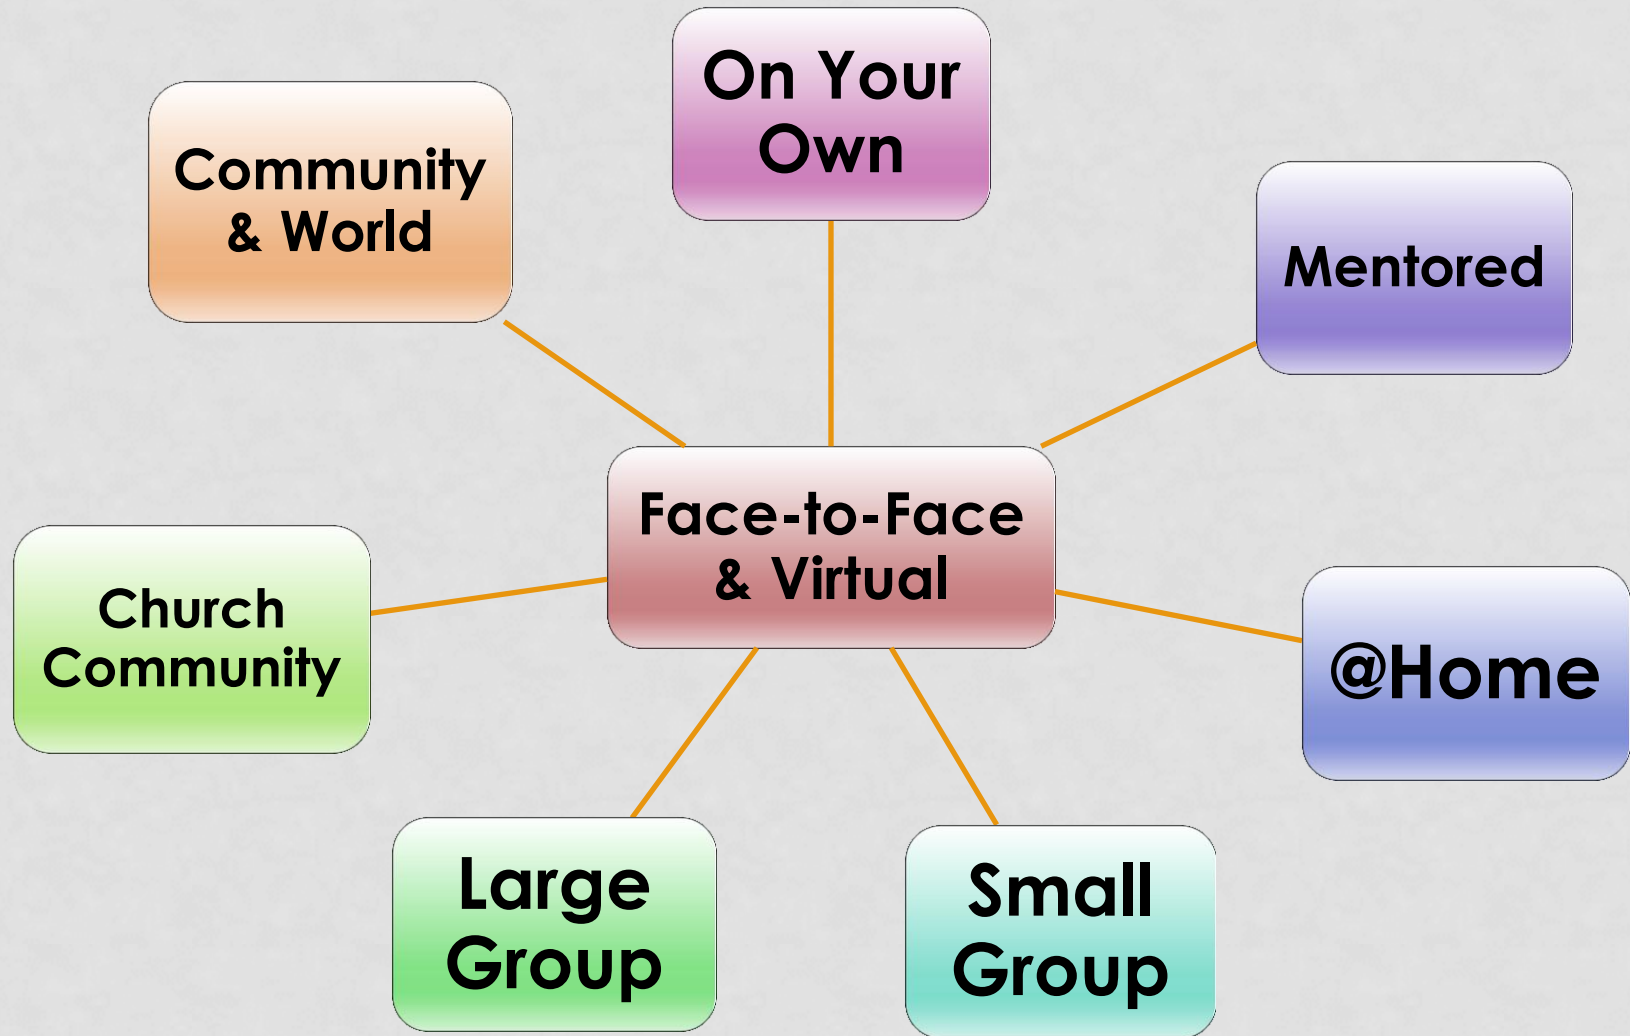 On Your
Own
Community
& World
Mentored
Face-to-Face
& Virtual
Church
Community
@Home
Large
Group
Small
Group